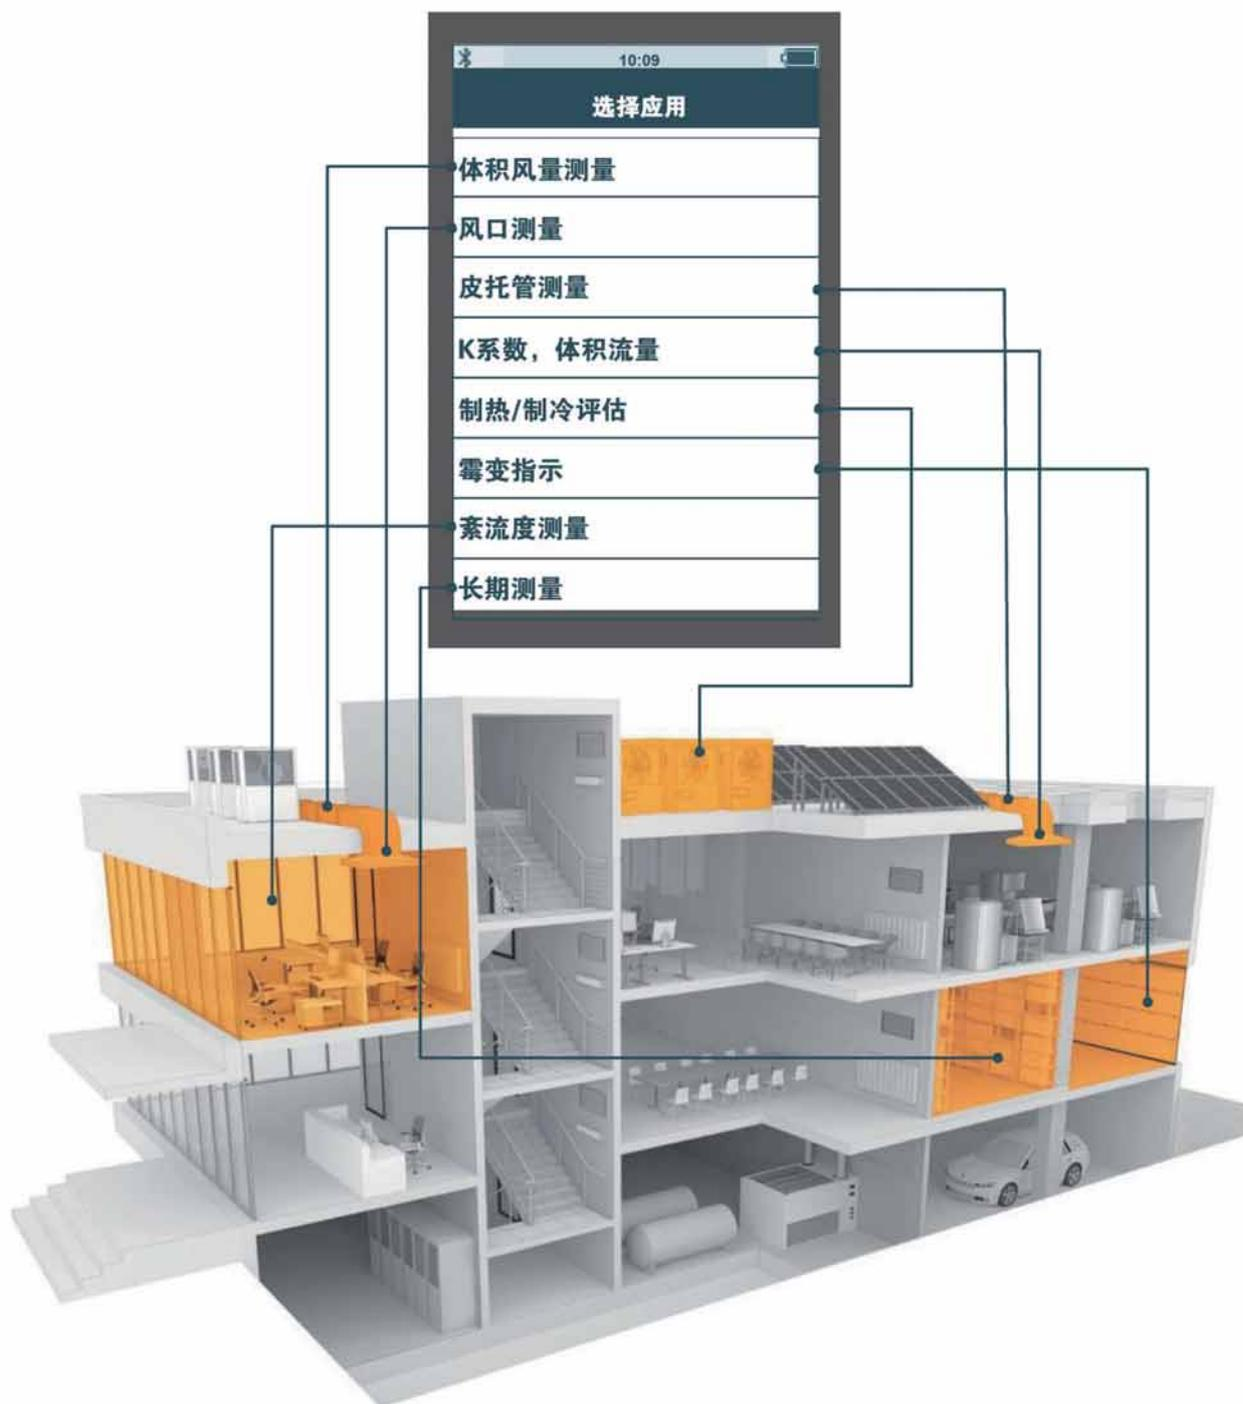 10:09
选择应用
体积风量测量
风口测量
皮托管测量
K系数，体积流量
制热/制冷评估
霉变指示
紊流度测量
长期测量